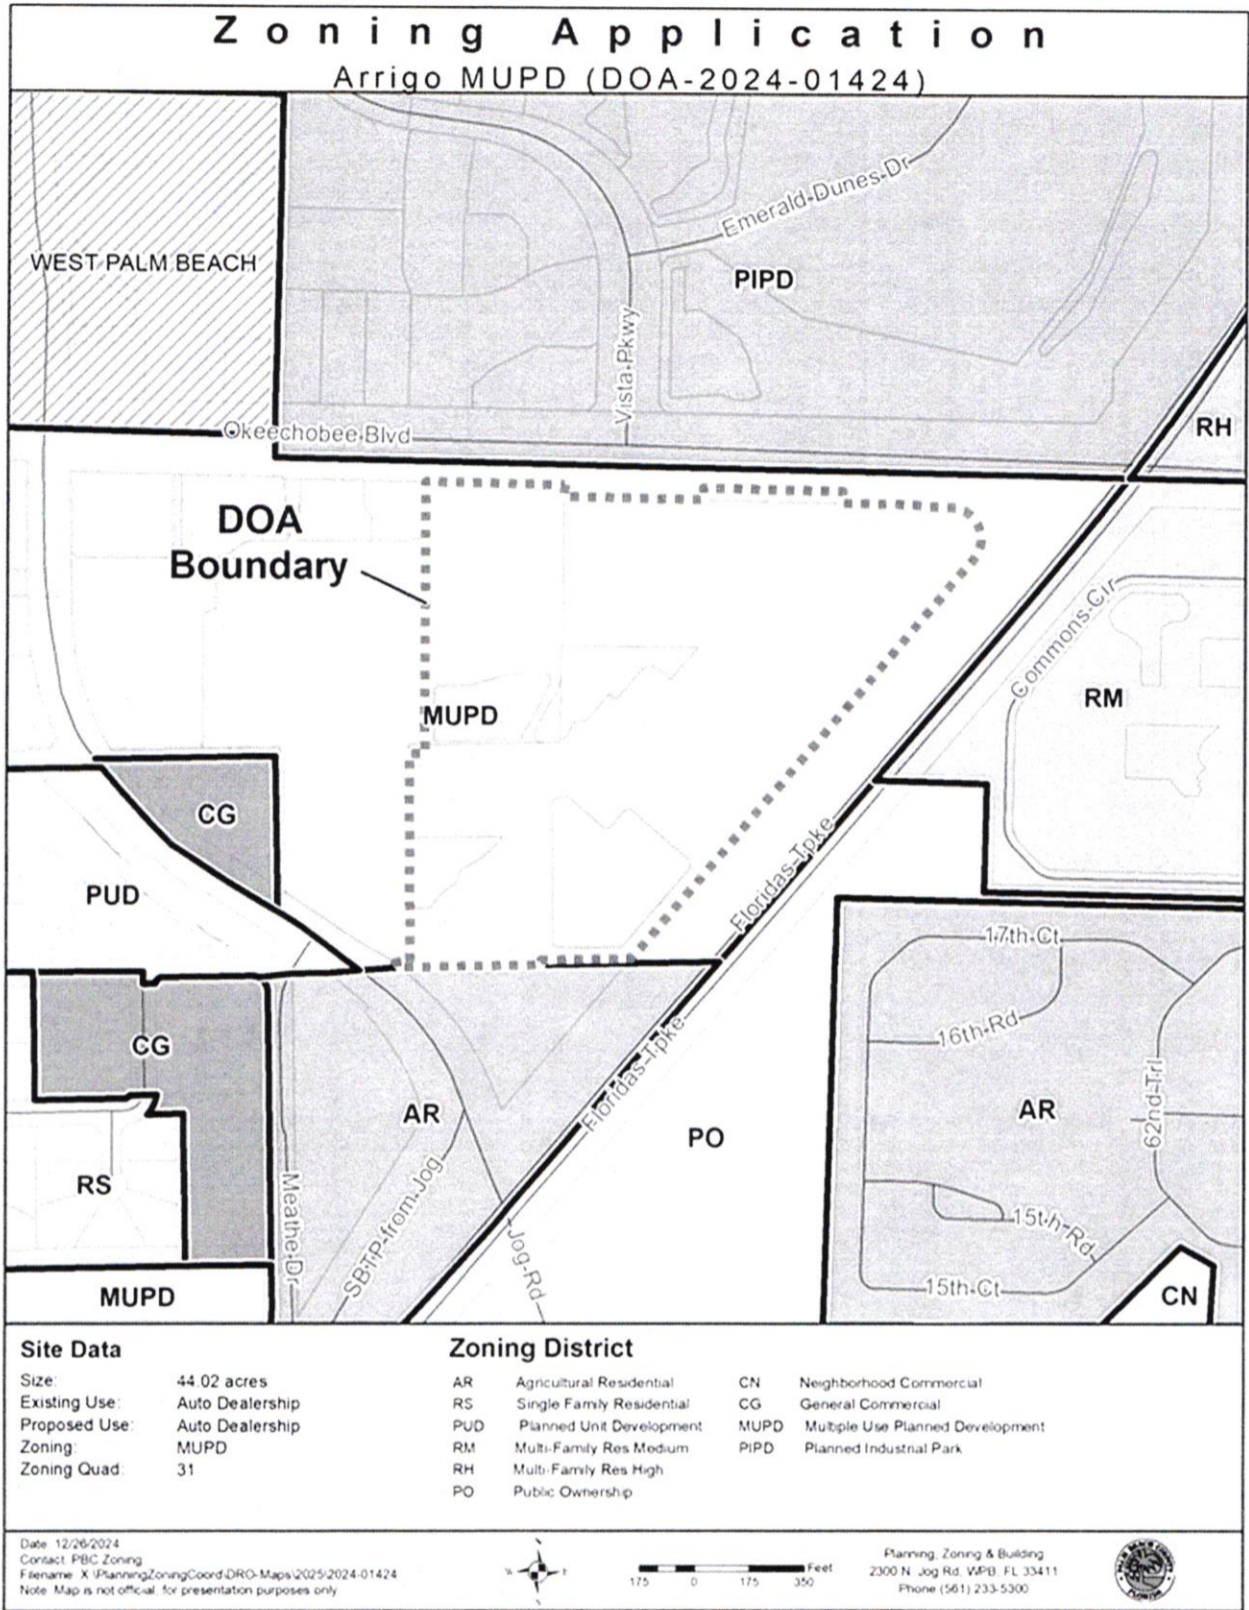 Zoning Application
Arrigo MUPD (DOA-2024-01424)
Emerald Dunes Dr
WEST PALM BEACH
PIPD
Vista Pkwy
RH
Okeechobee Blvd
DOA
Boundary
Commons Cir
RM
MUPD
CG
Floridas Tpke
PUD
17th Ct
16th Rd
CG
Floridas Tpke
62nd Trl
AR
AR
PO
RS
Meathe Dr
SBTP from Jog
Jog Rd
15th Rd
15th Ct
MUPD
CN
Site Data
Size: 44.02 acres
Existing Use: Auto Dealership
Proposed Use: Auto Dealership
Zoning: MUPD
Zoning Quad: 31
Zoning District
AR Agricultural Residential
RS Single Family Residential
PUD Planned Unit Development
RM Multi-Family Res Medium
RH Multi-Family Res High
PO Public Ownership
CN Neighborhood Commercial
CG General Commercial
MUPD Multiple Use Planned Development
PIPD Planned Industrial Park
Date: 12/26/2024
Contact: PBC Zoning
Filename: X:\PlanningZoningCoord\DRO-Maps\2025\2024-01424
Note: Map is not official, for presentation purposes only
175 0 175 350 Feet
Planning, Zoning & Building
2300 N. Jog Rd, WPB, FL 33411
Phone (561) 233-5300